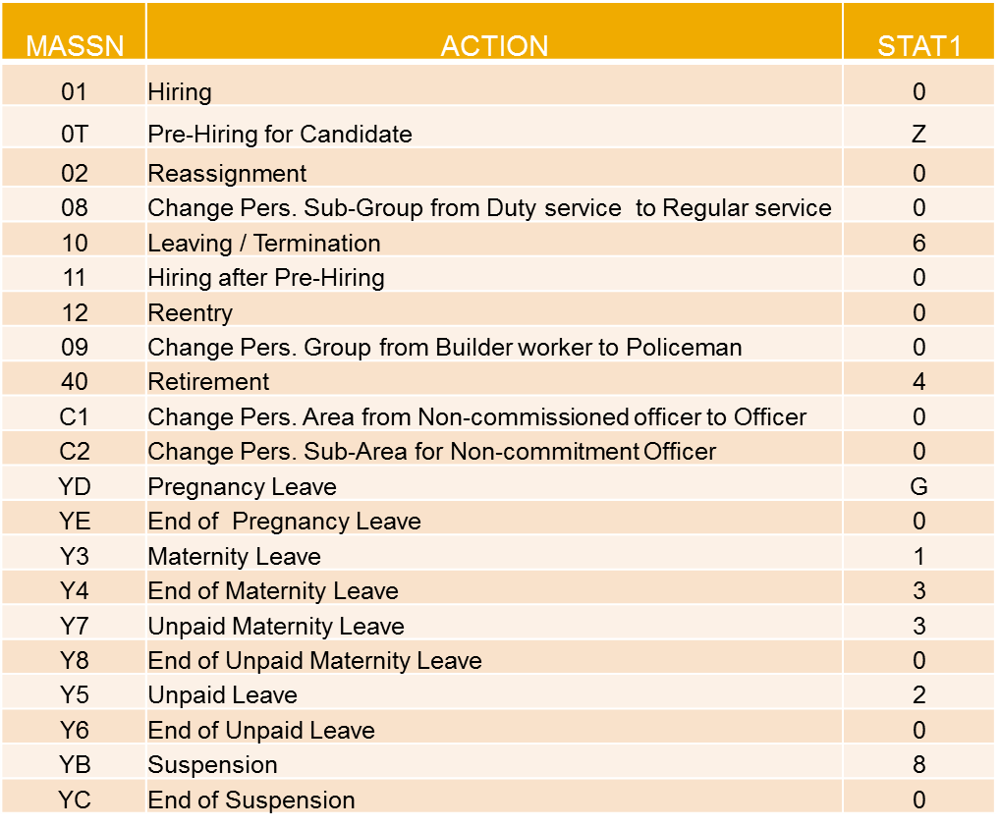 MASSN ACTION STAT1
01 Hiring 0
0T Pre-Hiring for Candidate Z
02 Reassignment 0
08 Change Pers. Sub-Group from Duty service  to Regular service 0
10 Leaving / Termination 6
11 Hiring after Pre-Hiring 0
12 Reentry 0
09 Change Pers. Group from Builder worker to Policeman 0
40 Retirement 4
C1 Change Pers. Area from Non-commissioned officer to Officer 0
C2 Change Pers. Sub-Area for Non-commitment Officer 0
YD Pregnancy Leave G
YE End of  Pregnancy Leave 0
Y3 Maternity Leave 1
Y4 End of Maternity Leave 3
Y7 Unpaid Maternity Leave 3
Y8 End of Unpaid Maternity Leave 0
Y5 Unpaid Leave 2
Y6 End of Unpaid Leave 0
YB Suspension 8
YC End of Suspension 0